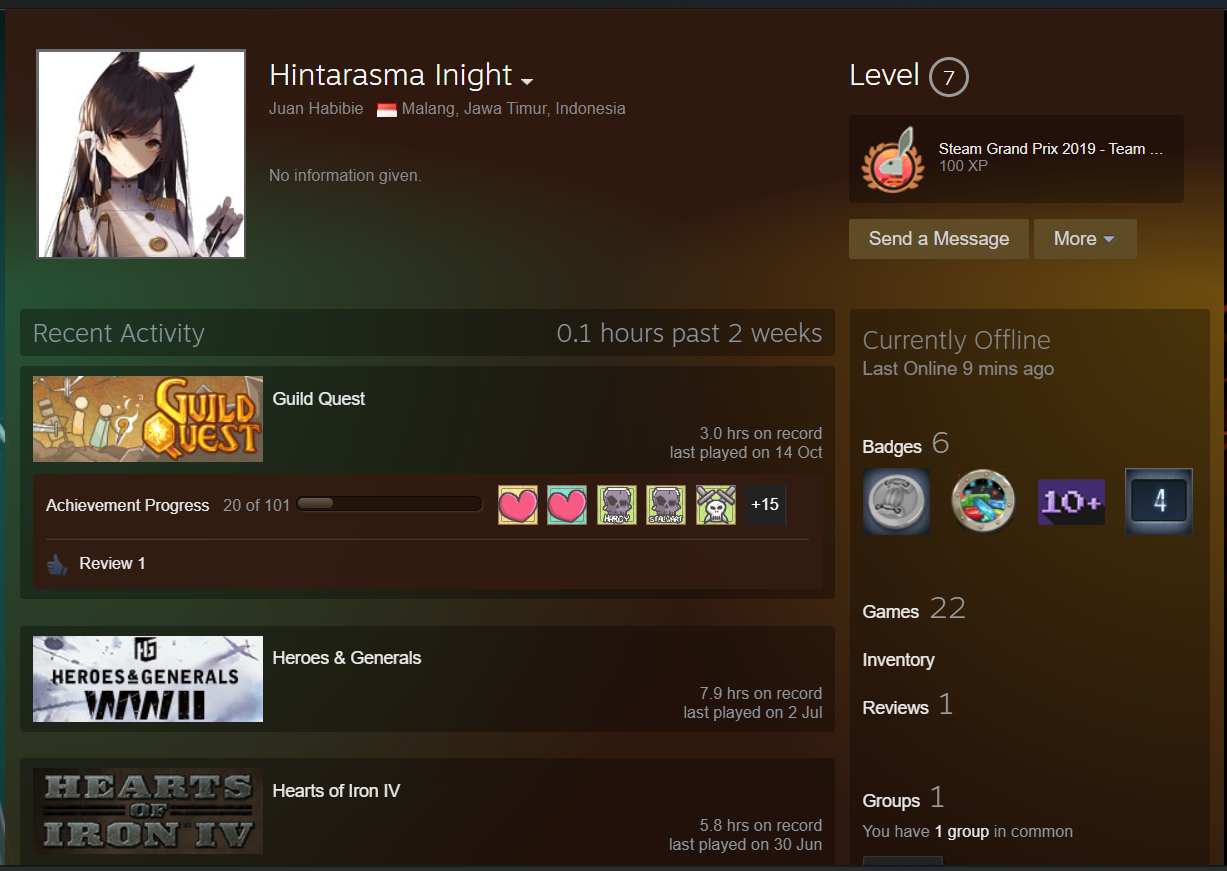 Hintarasma Inight
Juan Habibie Malang, Jawa Timur, Indonesia
No information given.
Level 7
Steam Grand Prix 2019 - Team ...
100 XP
Send a Message
More
Recent Activity
0.1 hours past 2 weeks
GUILD QUEST
Guild Quest
3.0 hrs on record
last played on 14 Oct
Achievement Progress 20 of 101
HARDY
STALWART
+15
Review 1
HG
HEROES & GENERALS
WWII
Heroes & Generals
7.9 hrs on record
last played on 2 Jul
HEARTS
OF
IRON IV
Hearts of Iron IV
5.8 hrs on record
last played on 30 Jun
Currently Offline
Last Online 9 mins ago
Badges 6
10+
4
Games 22
Inventory
Reviews 1
Groups 1
You have 1 group in common